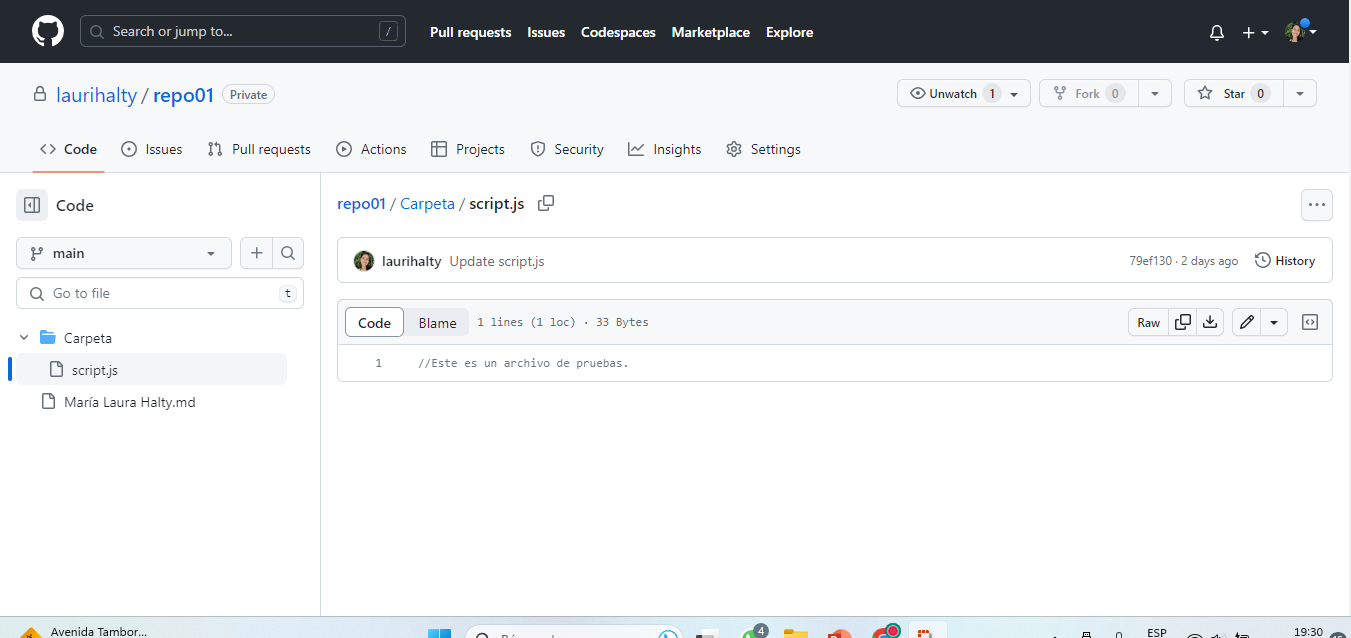 Search or jump to... /
Pull requests Issues Codespaces Marketplace Explore
laurihalty / repo01 Private
Unwatch 1 Fork 0 Star 0
Code Issues Pull requests Actions Projects Security Insights Settings
Code
main
Go to file t
Carpeta
script.js
María Laura Halty.md
repo01 / Carpeta / script.js
laurihalty Update script.js 79ef130 · 2 days ago History
Code Blame 1 lines (1 loc) · 33 Bytes Raw
1 //Este es un archivo de pruebas.
Avenida Tambor...
4
ESP
19:30